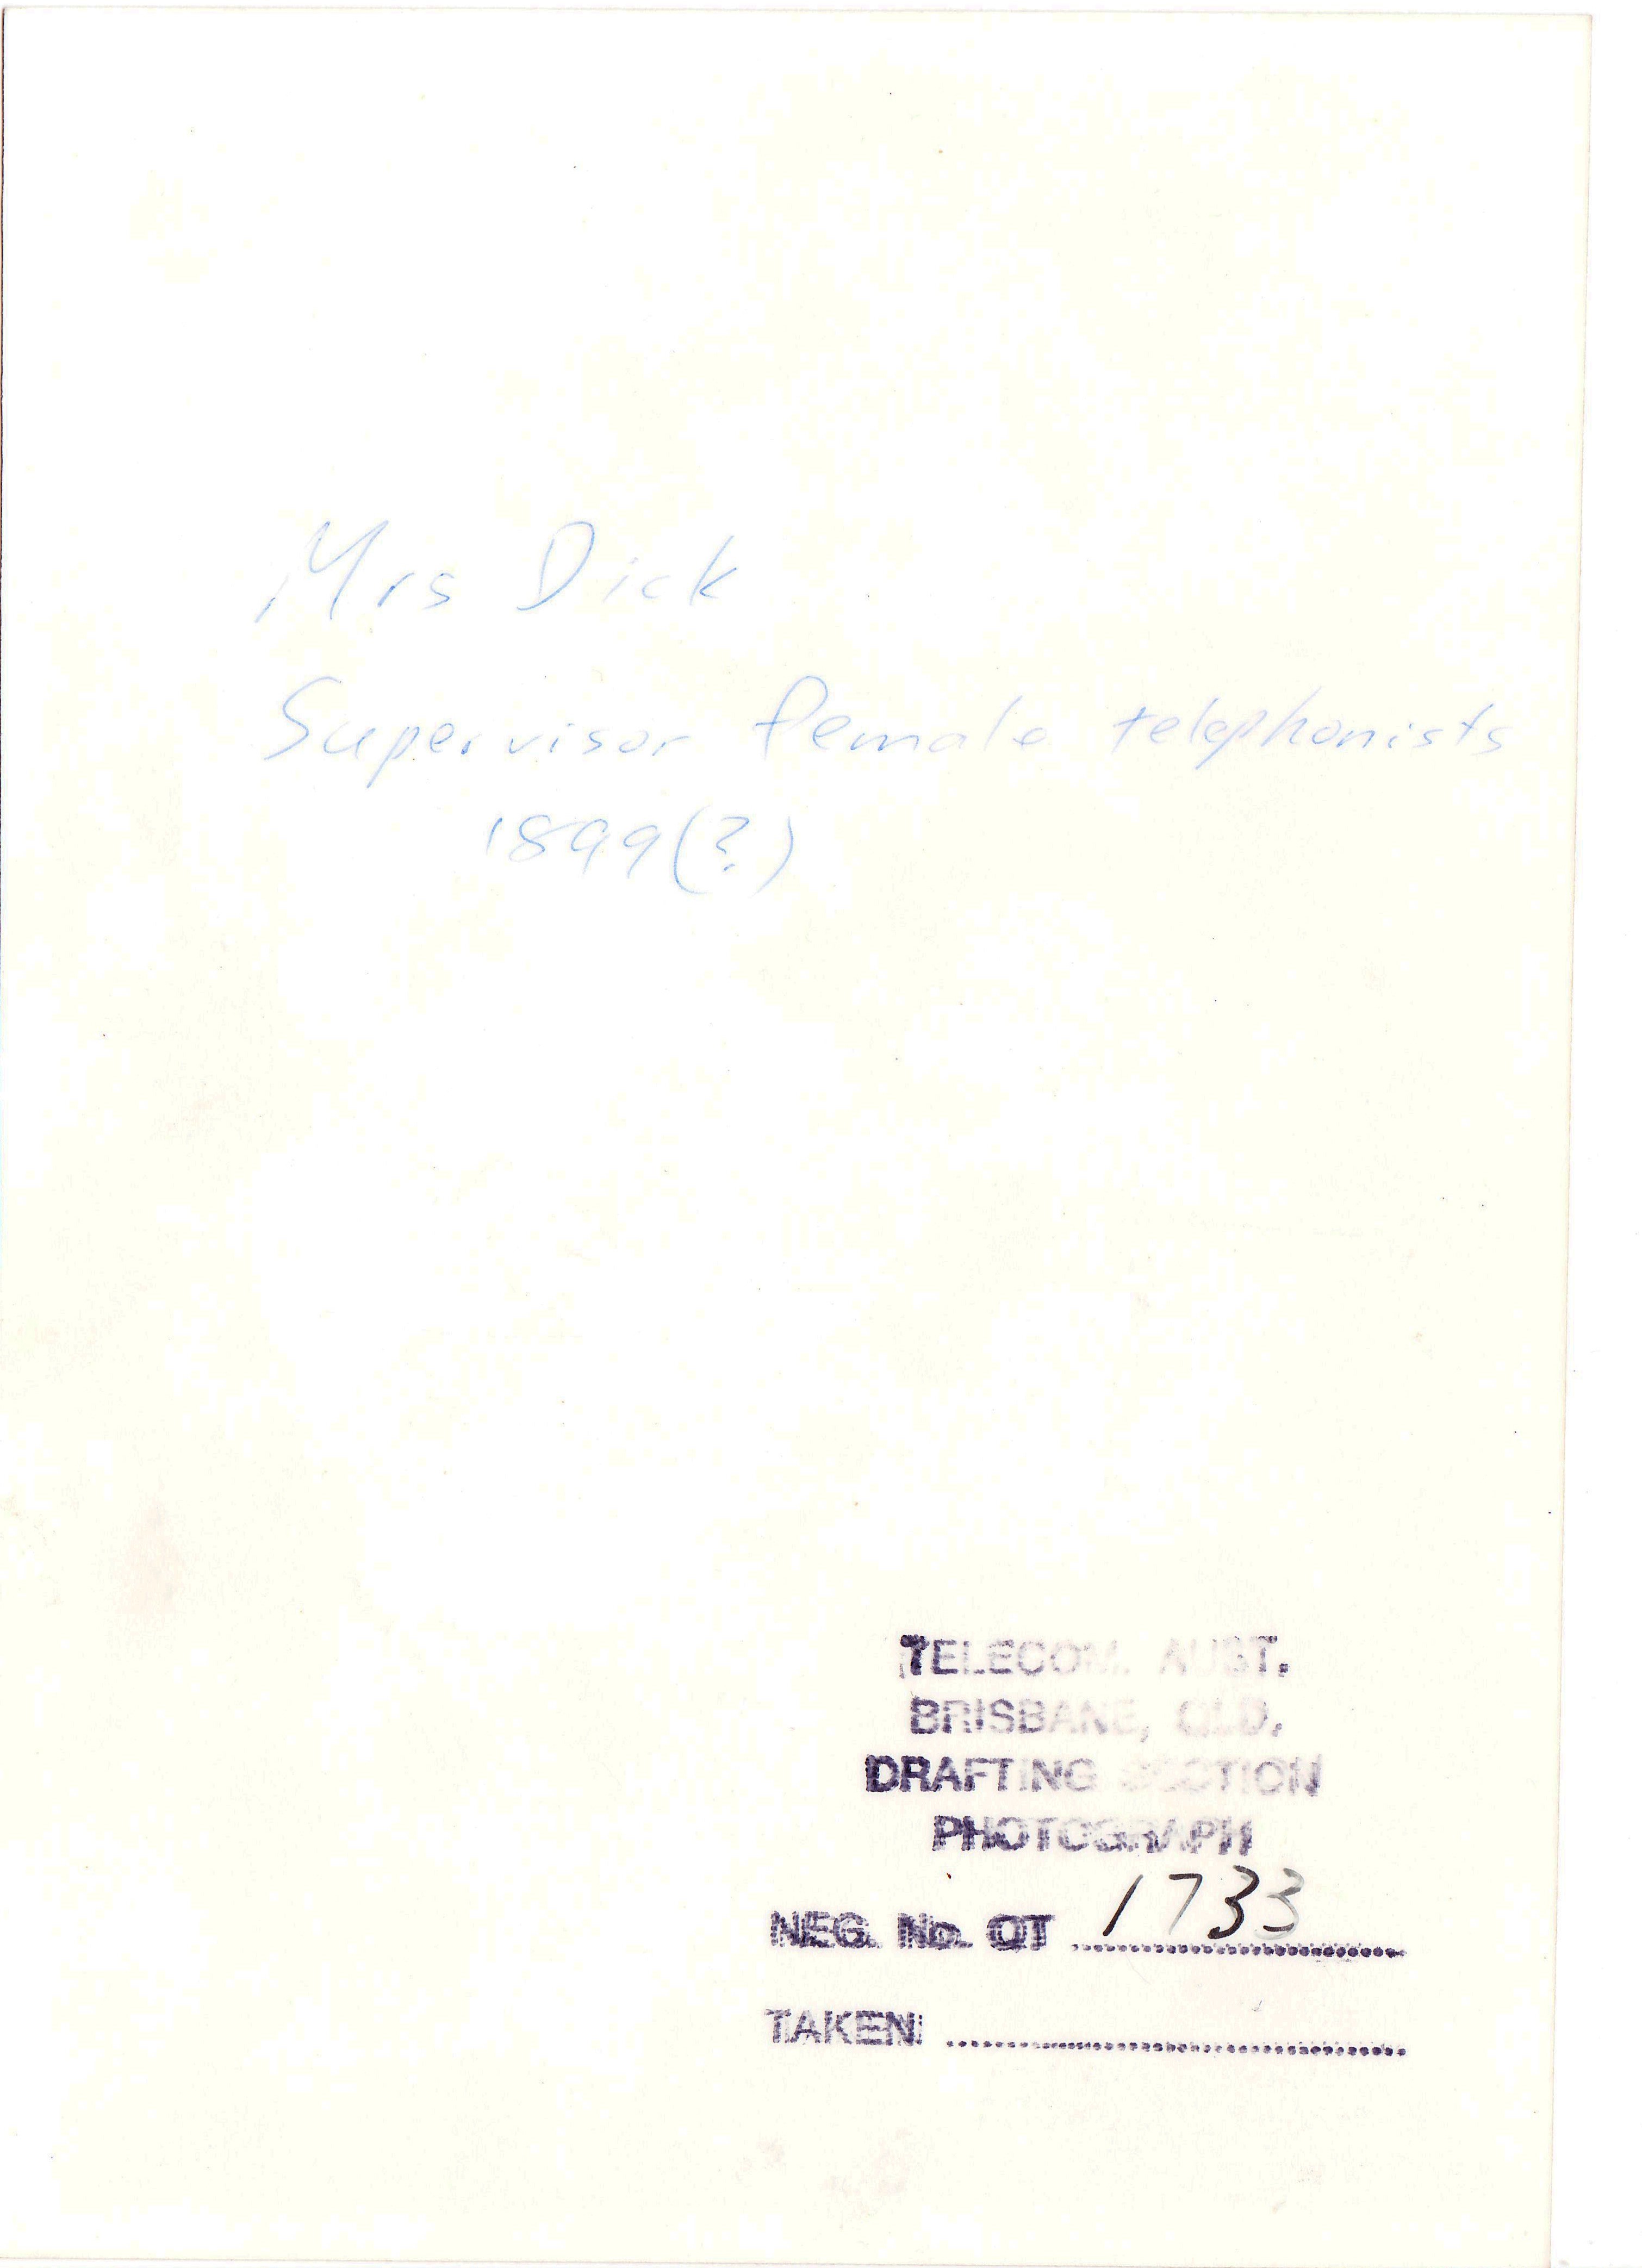 Mrs Dick
Supervisor female telephonists
1899(?)
TELECOM. AUST.
BRISBANE, QLD.
DRAFTING SECTION
PHOTOGRAPH
NEG. No. QT 1733
TAKEN: